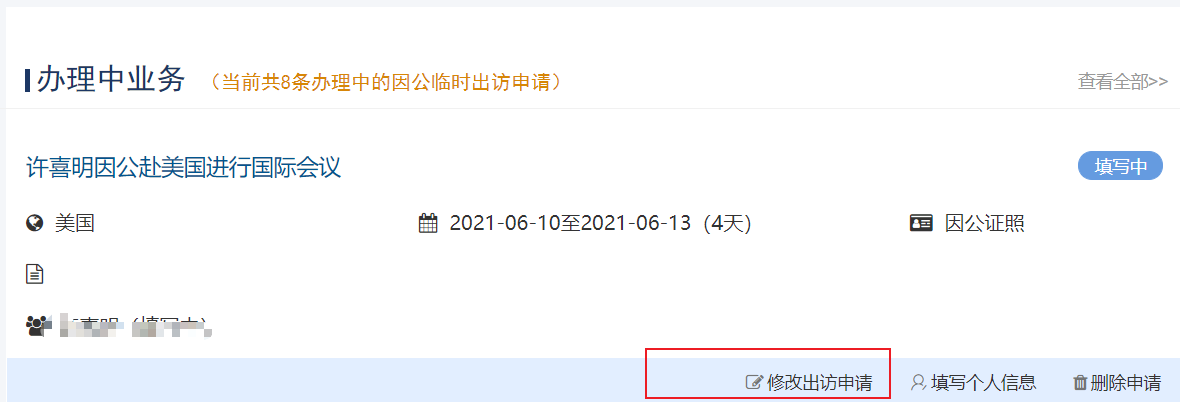 办理中业务 （当前共8条办理中的因公临时出访申请） 查看全部>>
许喜明因公赴美国进行国际会议 填写中
美国 2021-06-10至2021-06-13（4天） 因公证照
修改出访申请 填写个人信息 删除申请